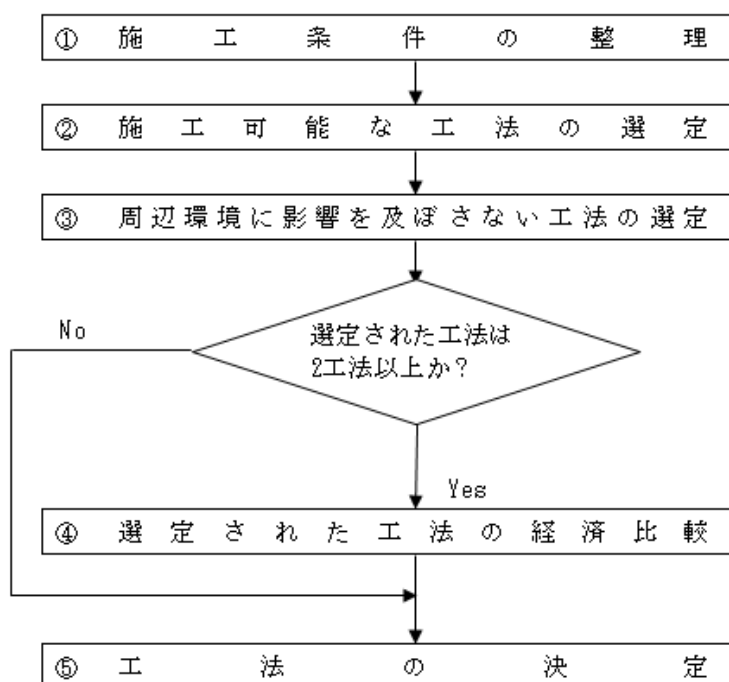 ① 施工条件の整理
② 施工可能な工法の選定
③ 周辺環境に影響を及ぼさない工法の選定
選定された工法は
2工法以上か？
No
Yes
④ 選定された工法の経済比較
⑤ 工法の決定